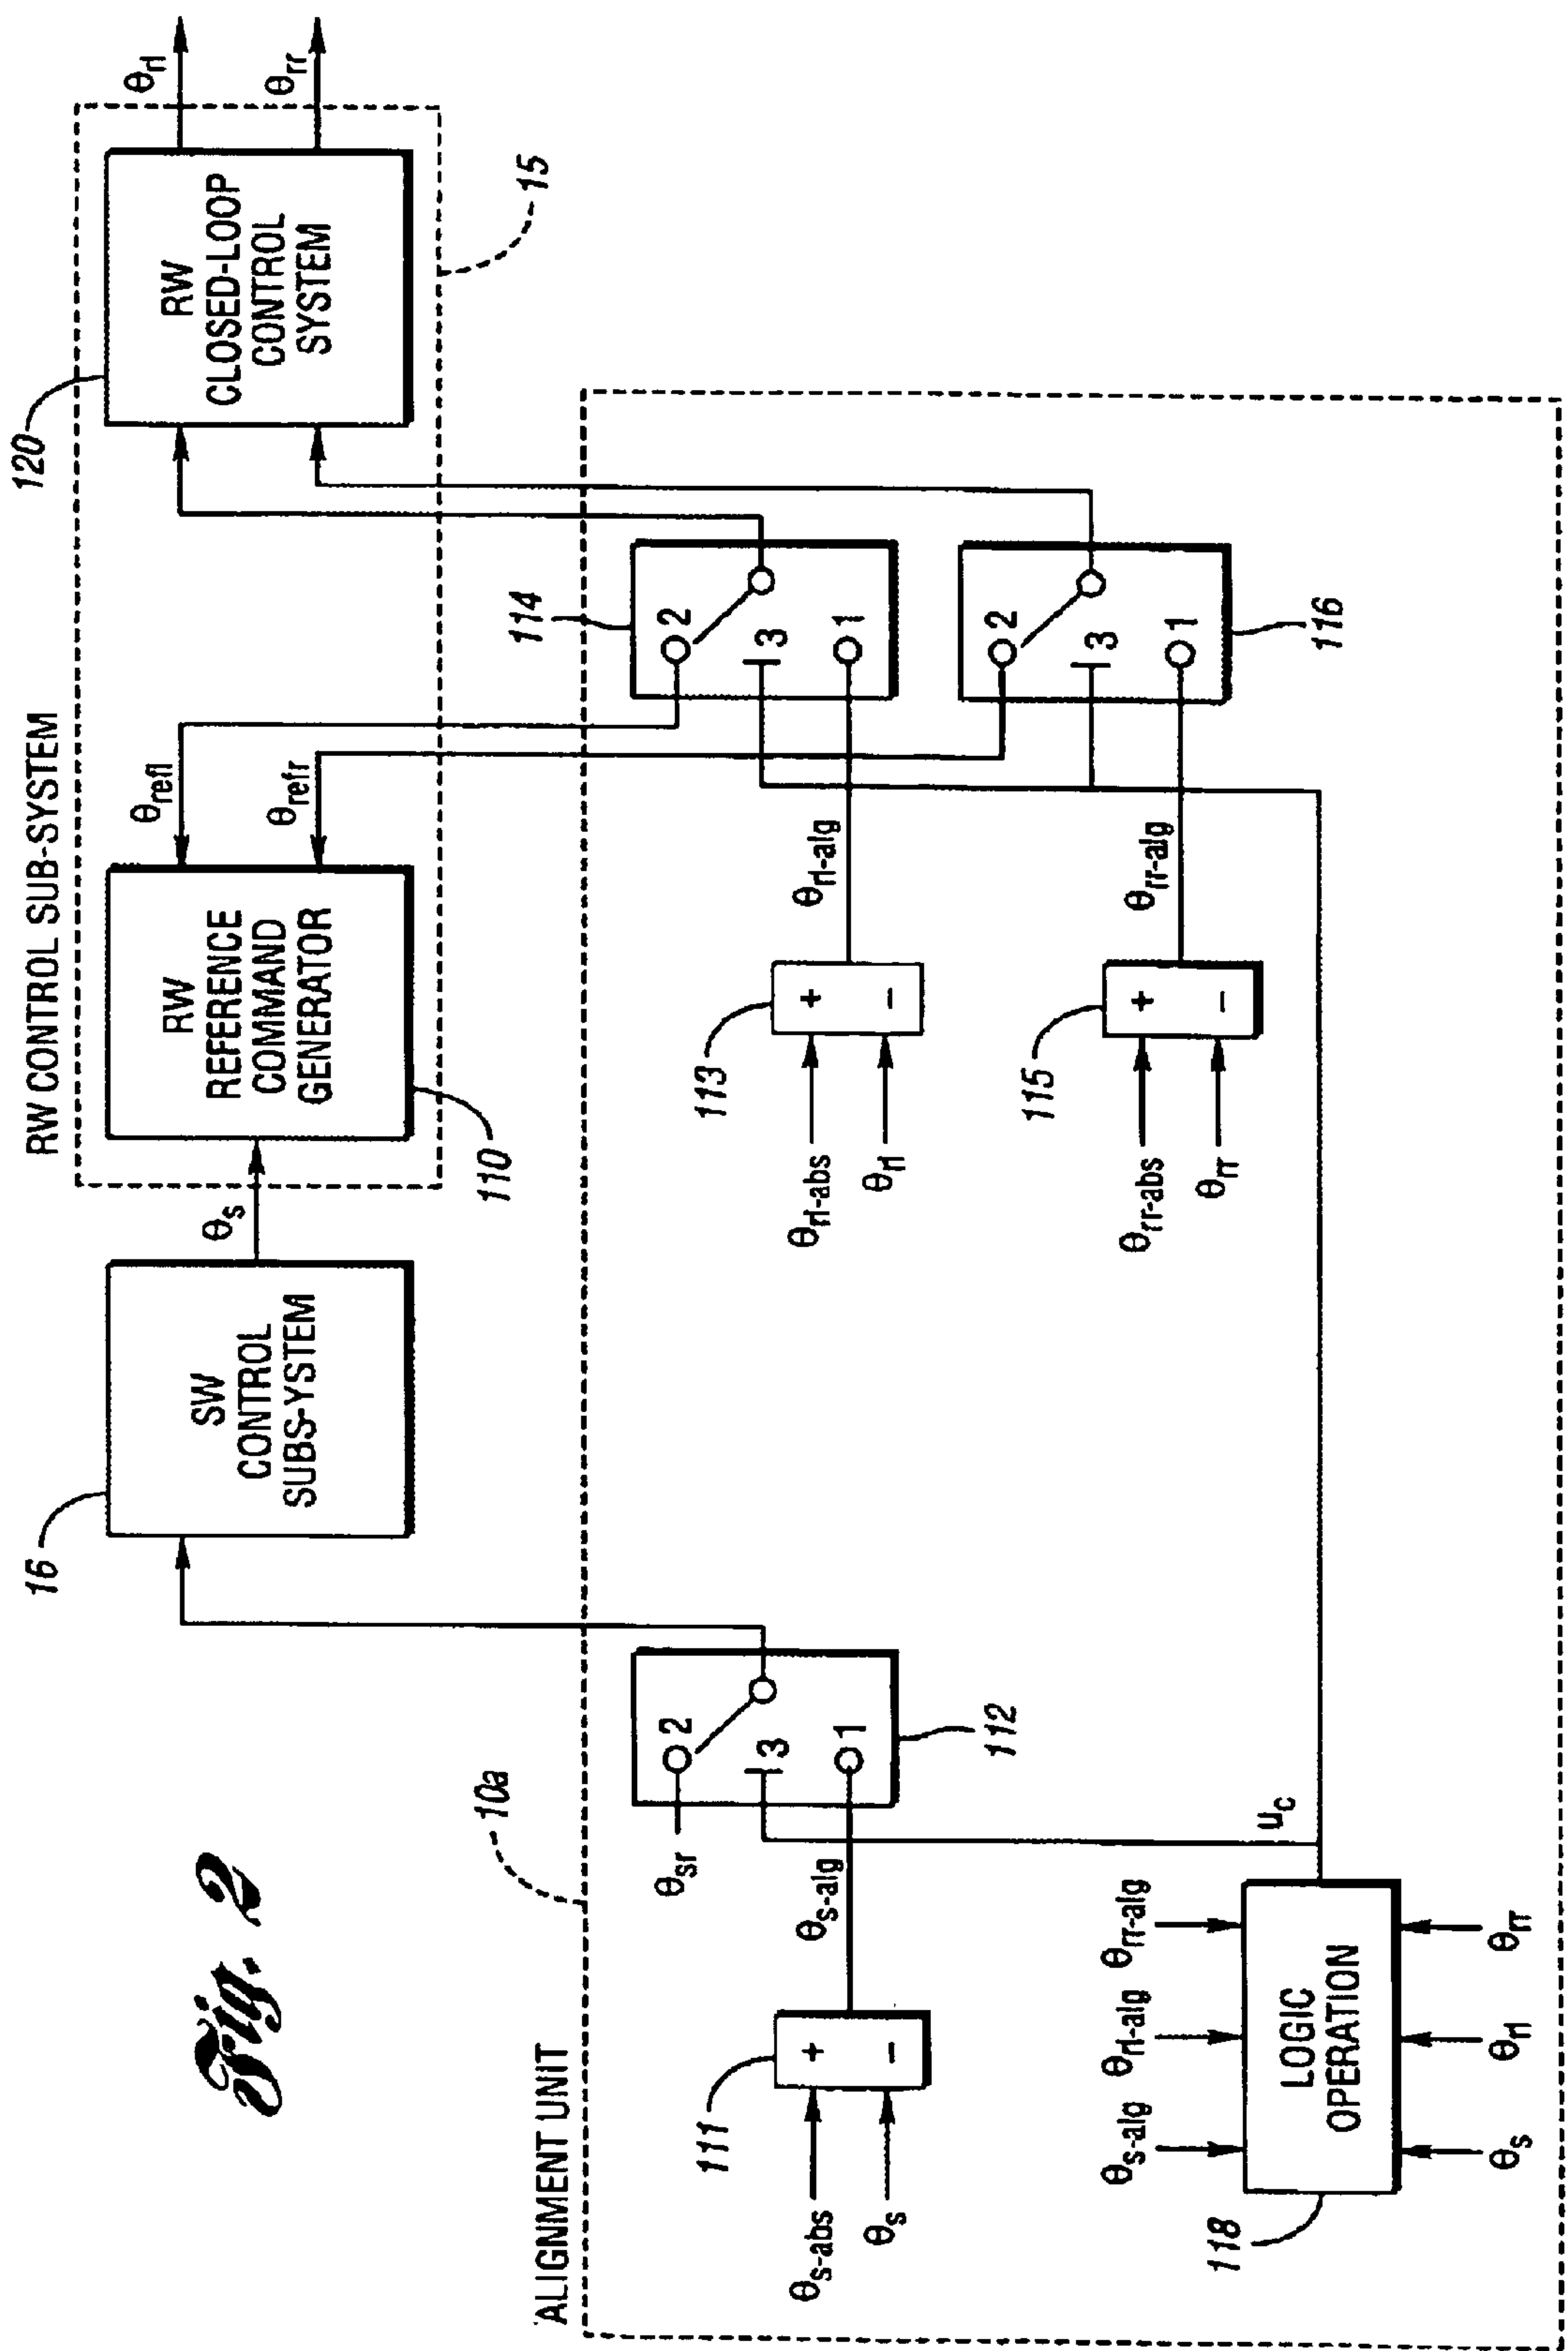 Fig. 2
RW CONTROL SUB-SYSTEM
16
SW
CONTROL
SUBS-YSTEM
θs
RW
REFERENCE
COMMAND
GENERATOR
110
θrefl
θrefr
120
RW
CLOSED-LOOP
CONTROL
SYSTEM
θrl
θrr
15
ALIGNMENT UNIT
10a
111
θs-abs
θs
+
−
θs-alg
θsr
2
3
1
112
113
θrl-abs
θrl
+
−
θrl-alg
114
2
3
1
115
θrr-abs
θrr
+
−
θrr-alg
2
3
1
116
θs-alg
θrl-alg
θrr-alg
118
LOGIC
OPERATION
μc
θs
θrl
θrr